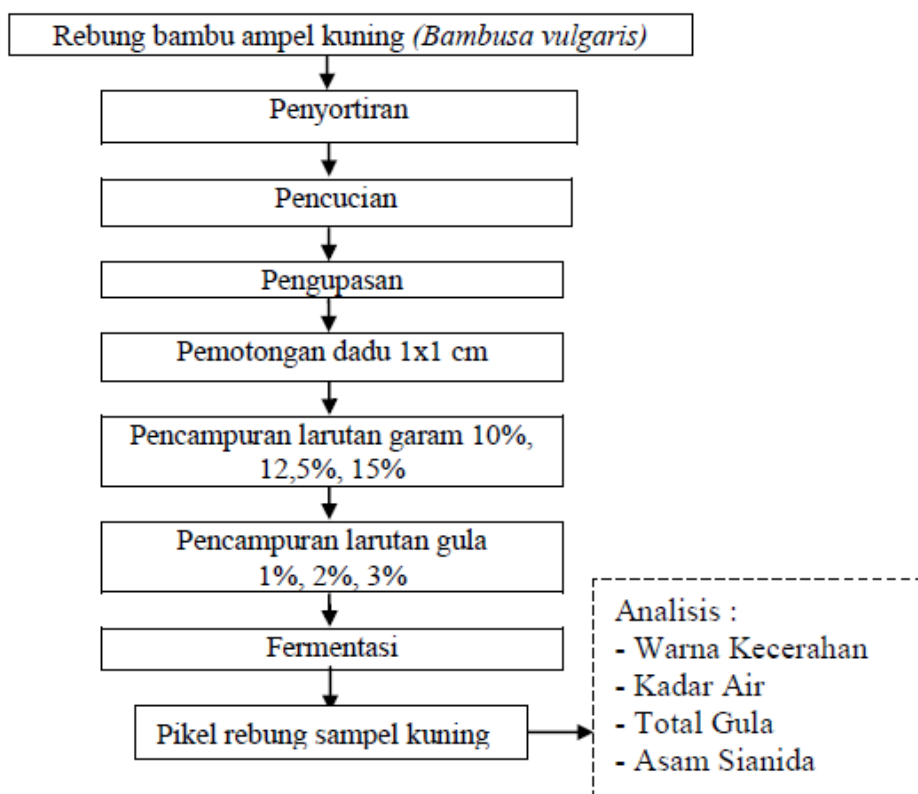 Rebung bambu ampel kuning (Bambusa vulgaris)
Penyortiran
Pencucian
Pengupasan
Pemotongan dadu 1x1 cm
Pencampuran larutan garam 10%,
12,5%, 15%
Pencampuran larutan gula
1%, 2%, 3%
Fermentasi
Pikel rebung sampel kuning
Analisis :
- Warna Kecerahan
- Kadar Air
- Total Gula
- Asam Sianida